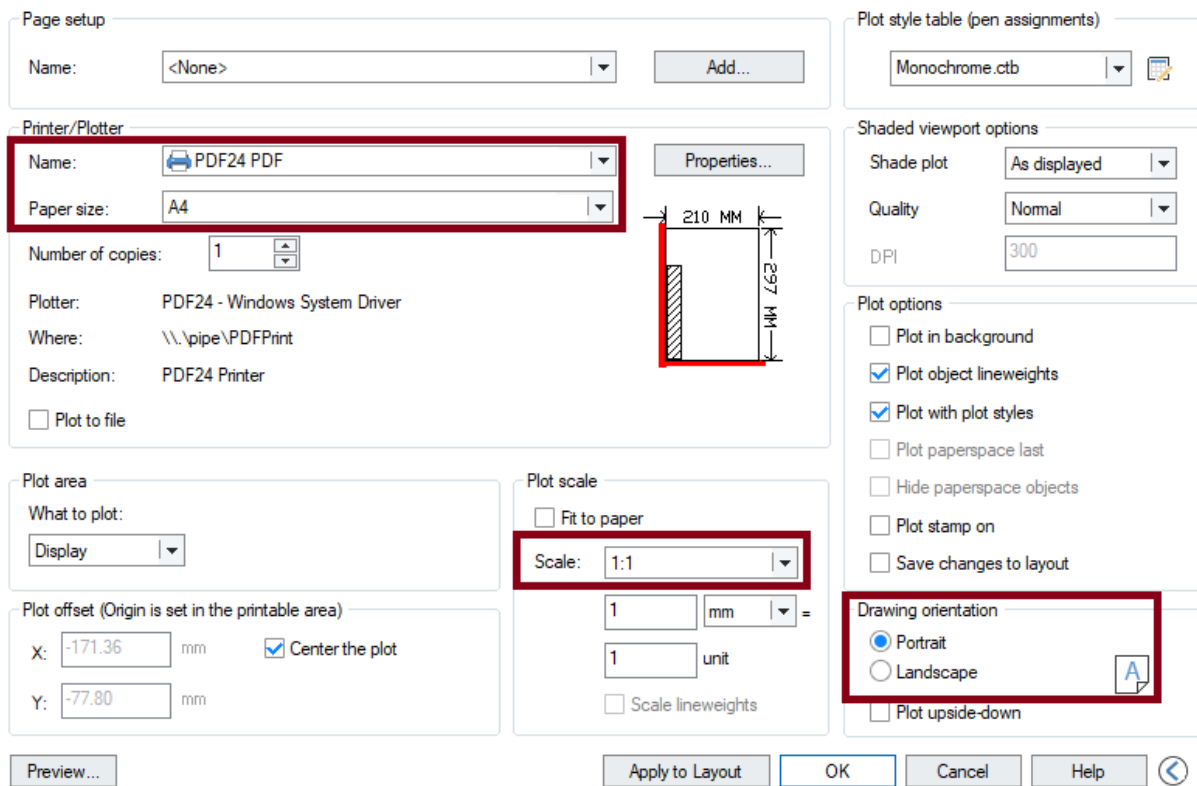 Page setup
Name:
<None>
Add...
Printer/Plotter
Name:
PDF24 PDF
Properties...
Paper size:
A4
Number of copies:
1
Plotter:
PDF24 - Windows System Driver
Where:
\\.\pipe\PDFPrint
Description:
PDF24 Printer
Plot to file
210 MM
297 MM
Plot area
What to plot:
Display
Plot offset (Origin is set in the printable area)
X:
-171.36
mm
Center the plot
Y:
-77.80
mm
Plot scale
Fit to paper
Scale:
1:1
1
mm
=
1
unit
Scale lineweights
Plot style table (pen assignments)
Monochrome.ctb
Shaded viewport options
Shade plot
As displayed
Quality
Normal
DPI
300
Plot options
Plot in background
Plot object lineweights
Plot with plot styles
Plot paperspace last
Hide paperspace objects
Plot stamp on
Save changes to layout
Drawing orientation
Portrait
Landscape
A
Plot upside-down
Preview...
Apply to Layout
OK
Cancel
Help